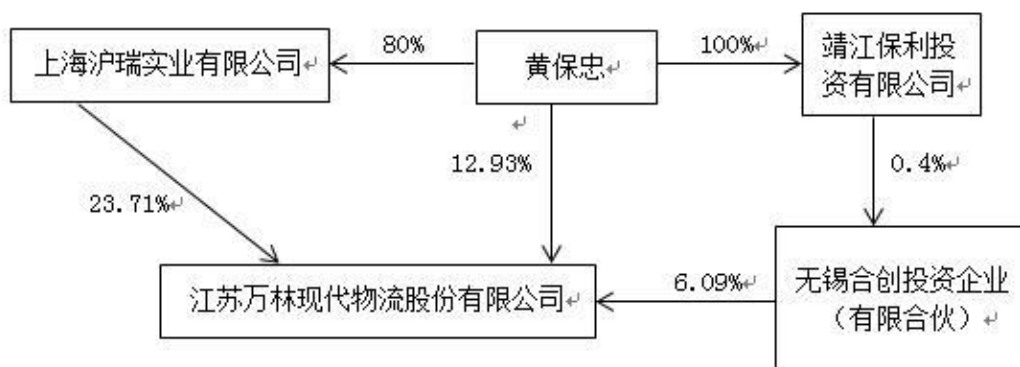 上海沪瑞实业有限公司
80%
黄保忠
100%
靖江保利投
资有限公司
12.93%
0.4%
23.71%
江苏万林现代物流股份有限公司
6.09%
无锡合创投资企业
（有限合伙）